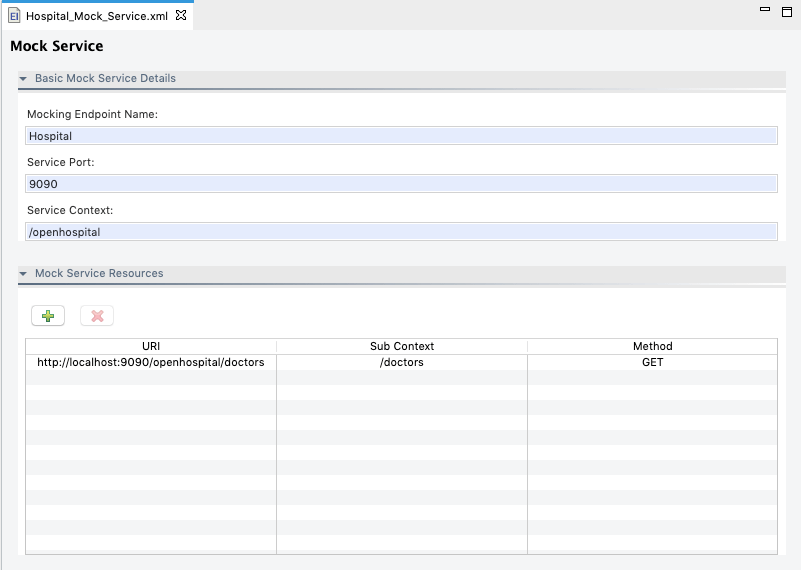 EI Hospital_Mock_Service.xml
Mock Service
Basic Mock Service Details
Mocking Endpoint Name:
Hospital
Service Port:
9090
Service Context:
/openhospital
Mock Service Resources
URI Sub Context Method
http://localhost:9090/openhospital/doctors /doctors GET